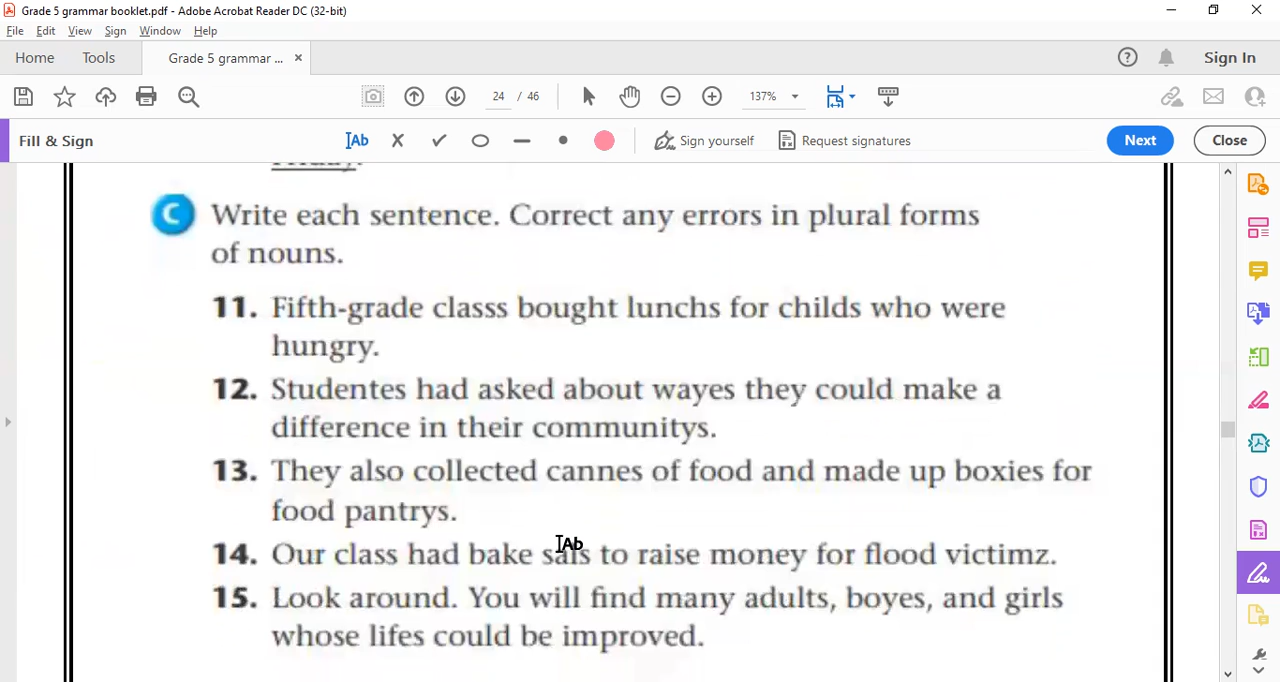 Grade 5 grammar booklet.pdf - Adobe Acrobat Reader DC (32-bit)
File Edit View Sign Window Help
Home Tools Grade 5 grammar ... × Sign In
24 / 46 137%
Fill & Sign Ab Sign yourself Request signatures Next Close
Friday.
C Write each sentence. Correct any errors in plural forms
of nouns.
11. Fifth-grade classs bought lunchs for childs who were
hungry.
12. Studentes had asked about wayes they could make a
difference in their communitys.
13. They also collected cannes of food and made up boxies for
food pantrys.
Ab
14. Our class had bake sals to raise money for flood victimz.
15. Look around. You will find many adults, boyes, and girls
whose lifes could be improved.